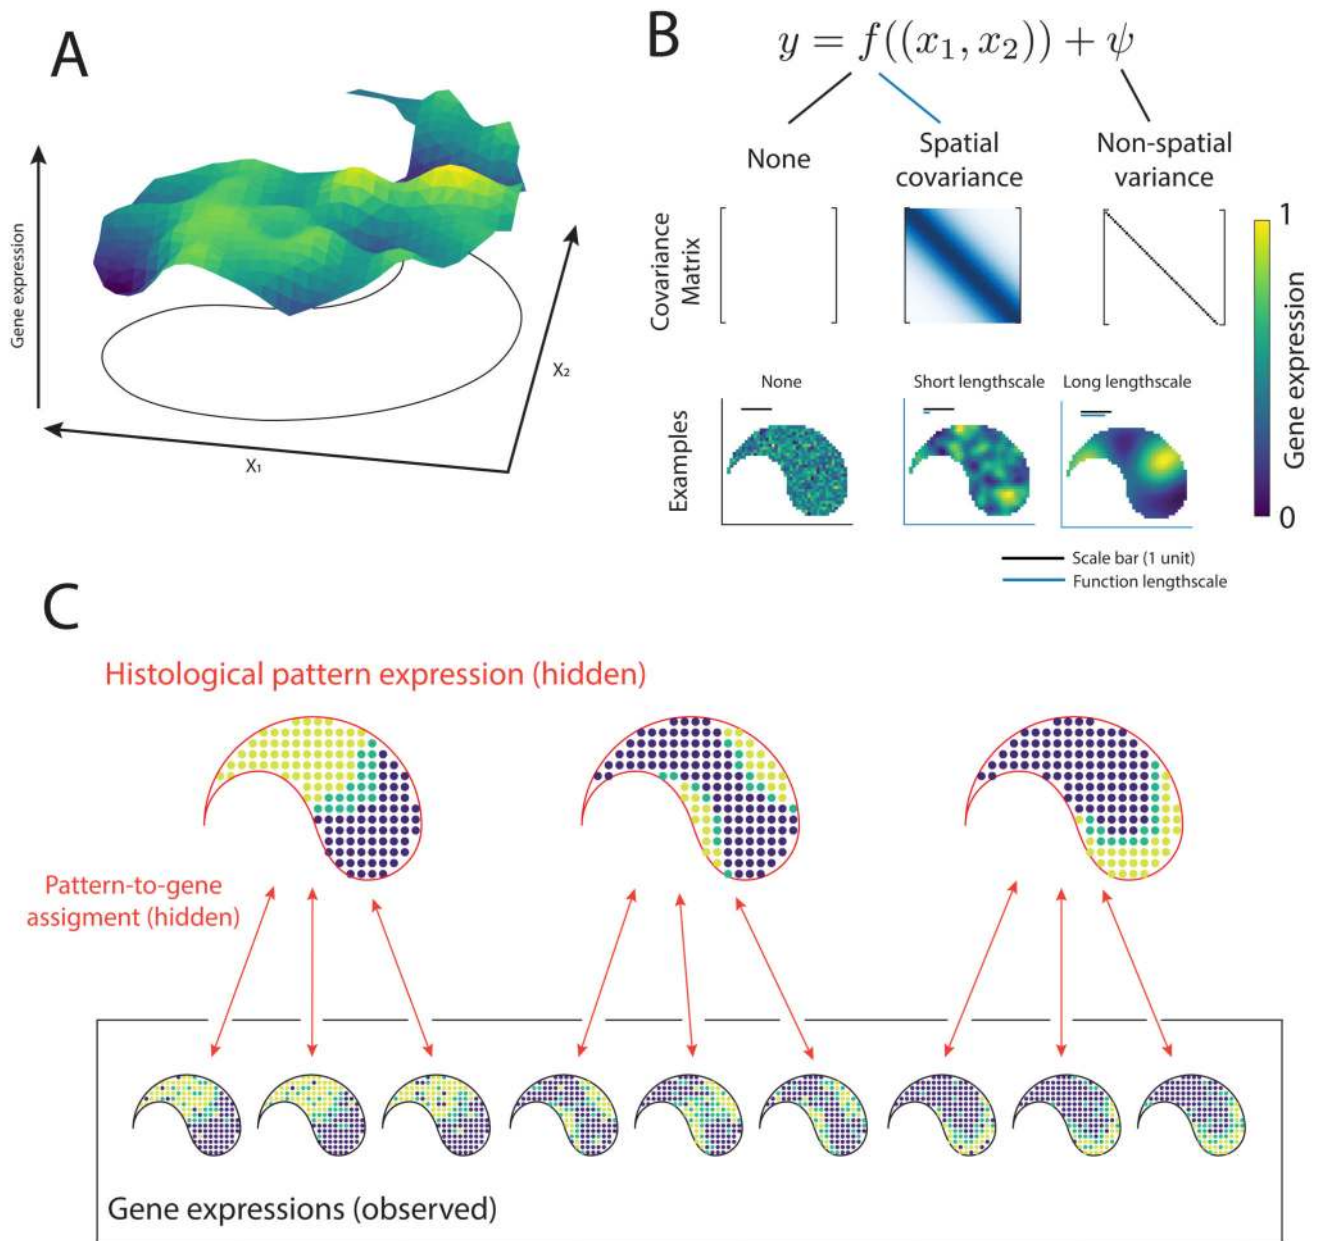 A
Gene expression
X₁
X₂
B
y = f((x₁, x₂)) + ψ
None
Spatial
covariance
Non-spatial
variance
Covariance
Matrix
1
Gene expression
0
Examples
None
Short lengthscale
Long lengthscale
Scale bar (1 unit)
Function lengthscale
C
Histological pattern expression (hidden)
Pattern-to-gene
assigment (hidden)
Gene expressions (observed)